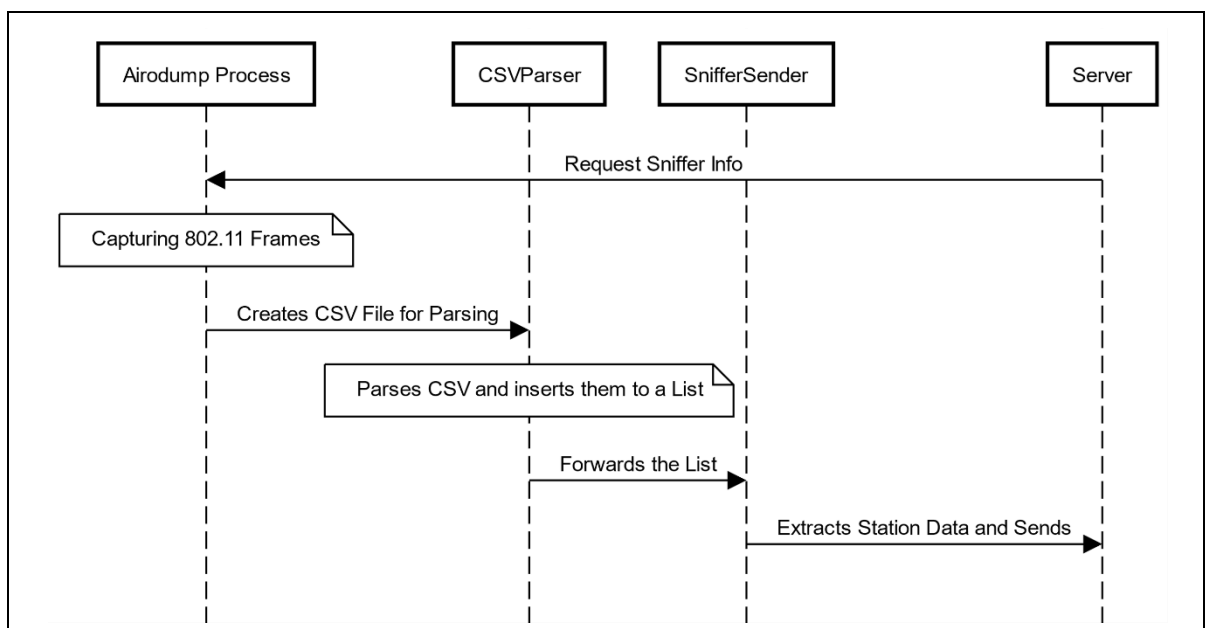 Airodump Process
CSVParser
SnifferSender
Server
Request Sniffer Info
Capturing 802.11 Frames
Creates CSV File for Parsing
Parses CSV and inserts them to a List
Forwards the List
Extracts Station Data and Sends